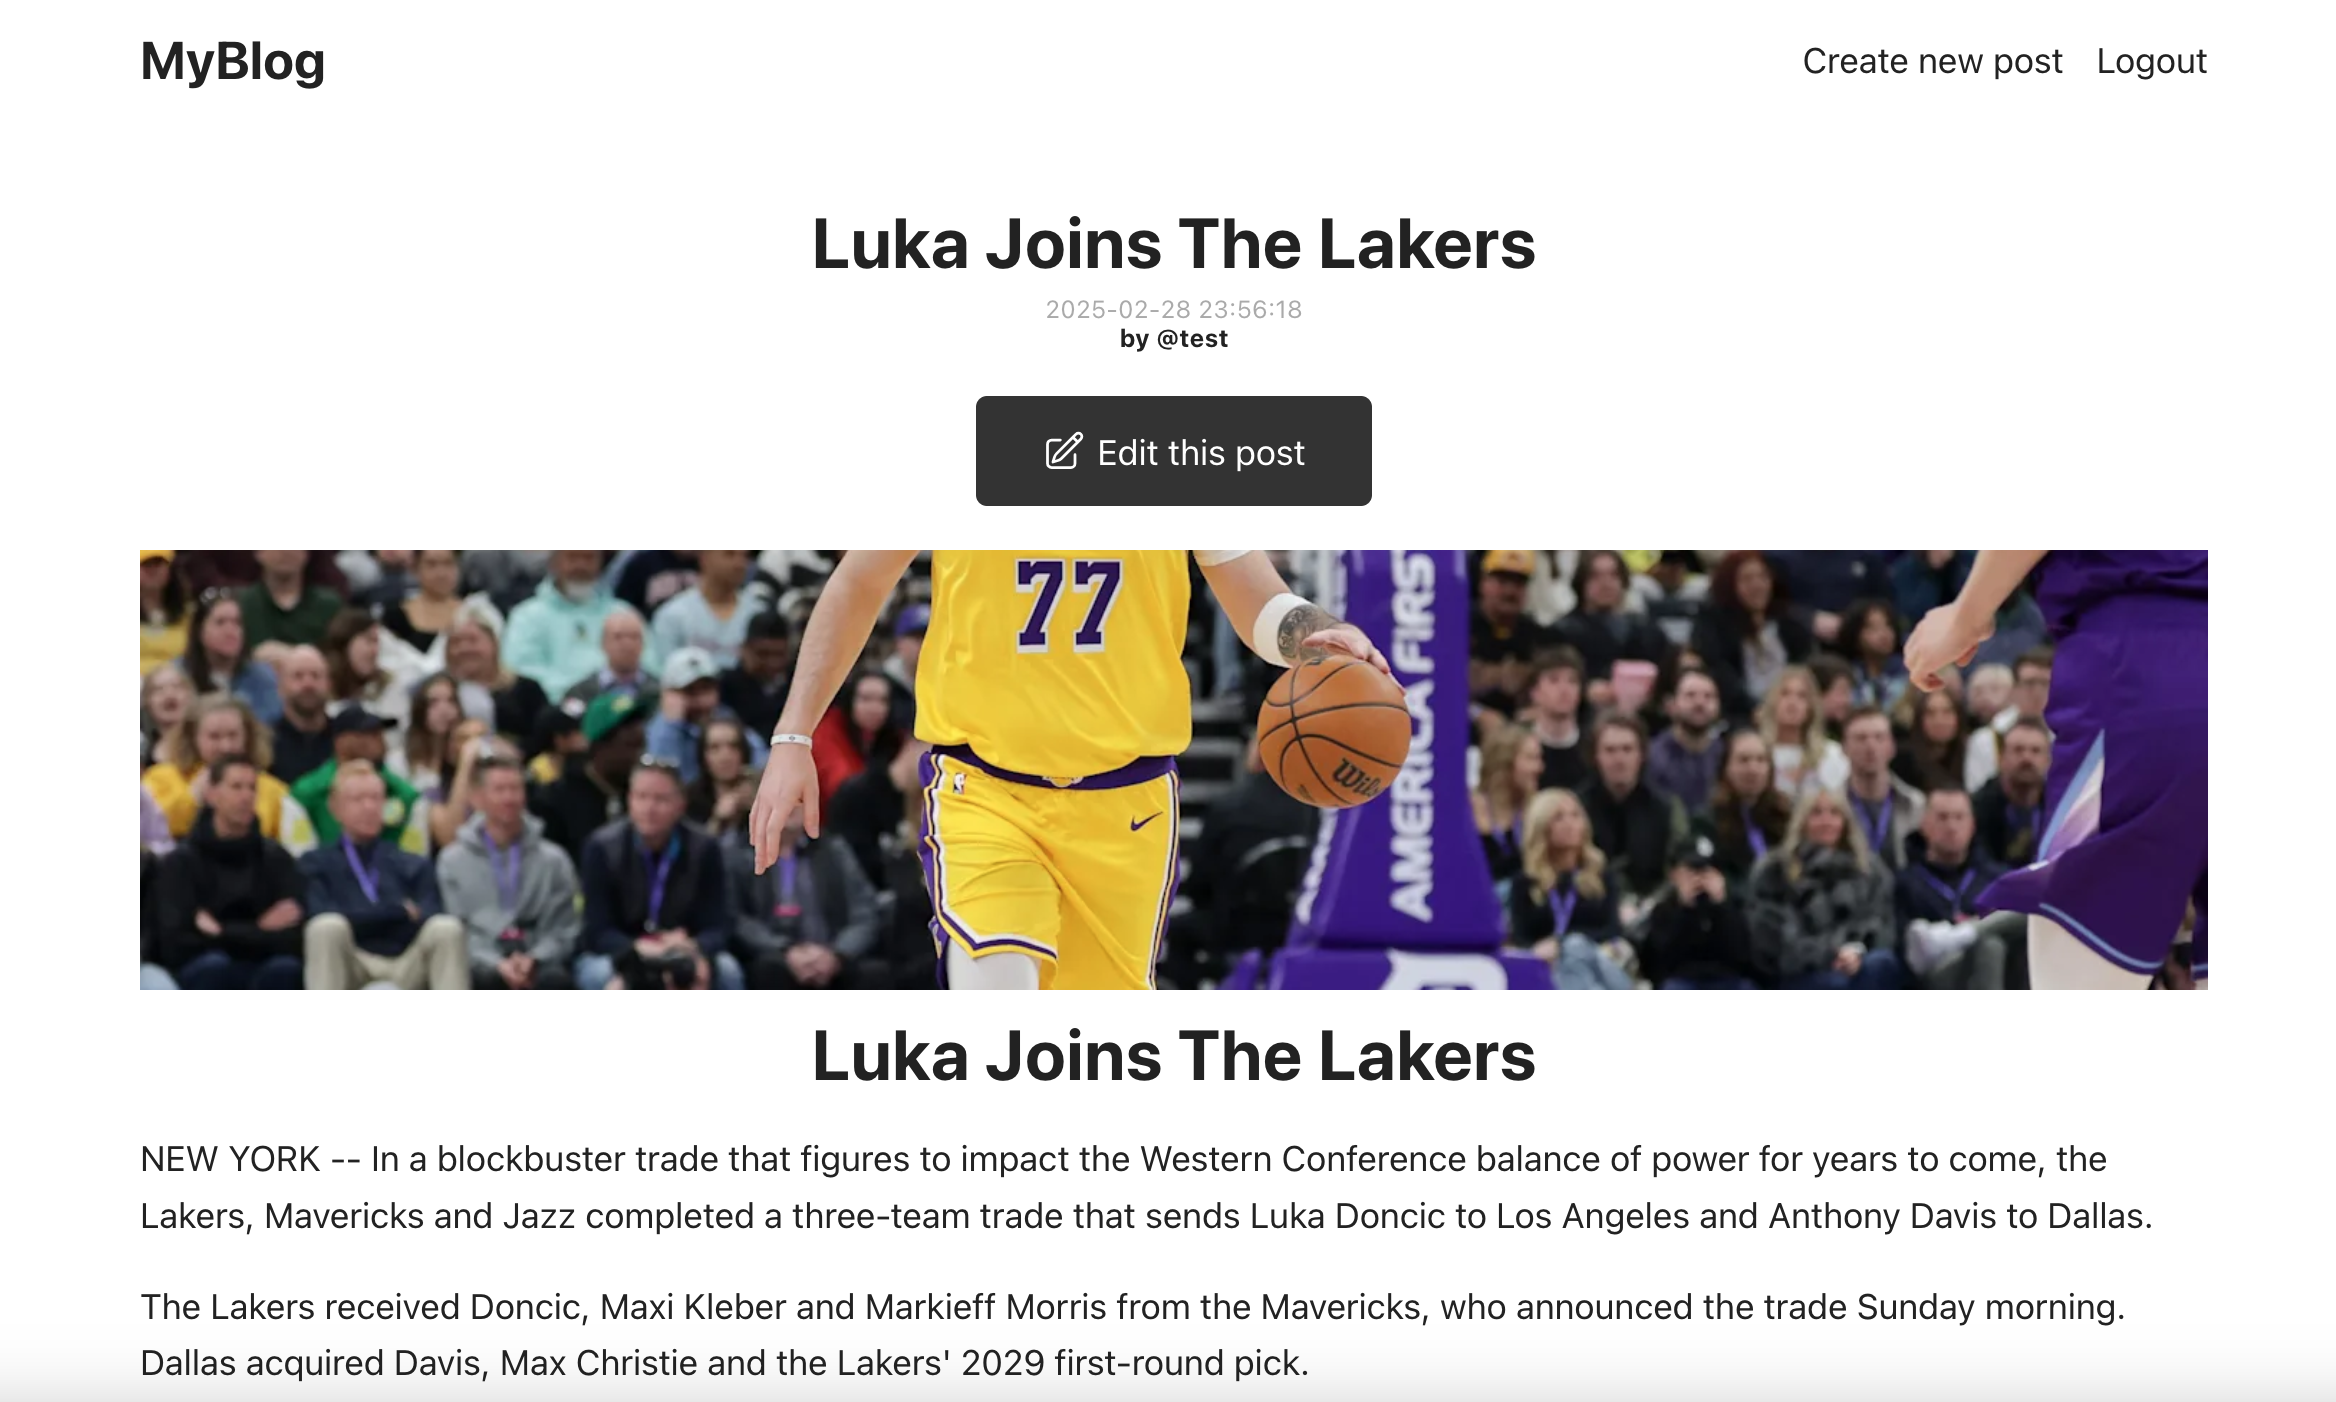 MyBlog
Create new post Logout
Luka Joins The Lakers
2025-02-28 23:56:18
by @test
Edit this post
77
AMERICA FIRST
Luka Joins The Lakers
NEW YORK -- In a blockbuster trade that figures to impact the Western Conference balance of power for years to come, the
Lakers, Mavericks and Jazz completed a three-team trade that sends Luka Doncic to Los Angeles and Anthony Davis to Dallas.
The Lakers received Doncic, Maxi Kleber and Markieff Morris from the Mavericks, who announced the trade Sunday morning.
Dallas acquired Davis, Max Christie and the Lakers' 2029 first-round pick.